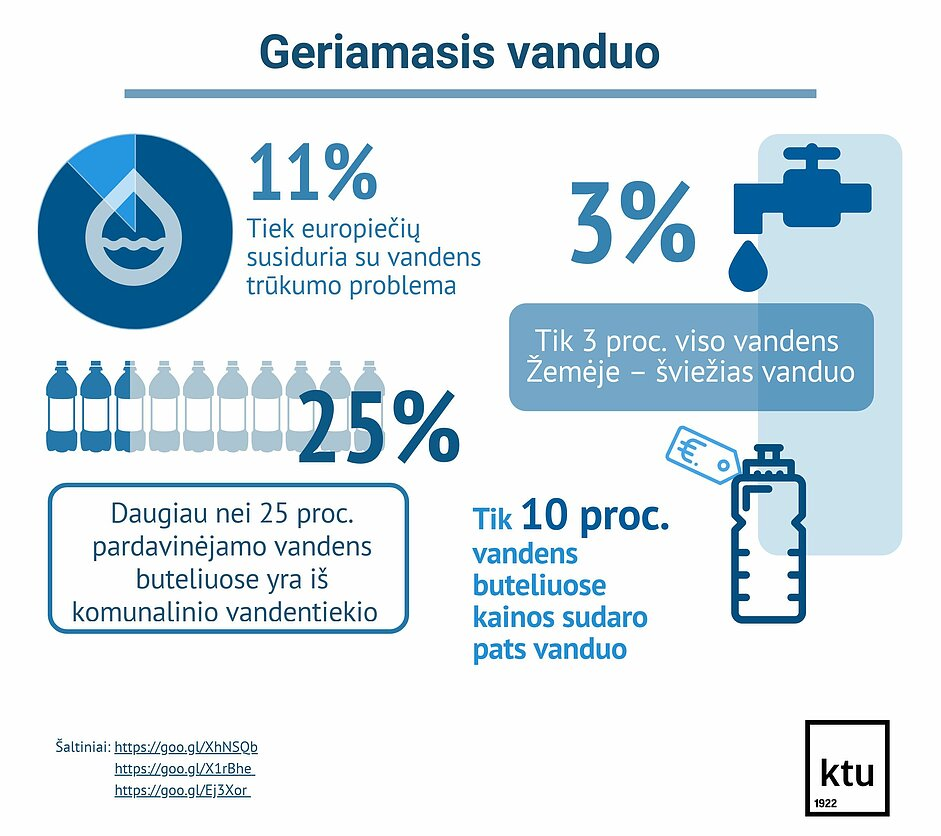 Geriamasis vanduo
11%
Tiek europiečių
susiduria su vandens
trūkumo problema
3%
Tik 3 proc. viso vandens
Žemėje – šviežias vanduo
25%
Daugiau nei 25 proc.
pardavinėjamo vandens
buteliuose yra iš
komunalinio vandentiekio
€.
Tik 10 proc.
vandens
buteliuose
kainos sudaro
pats vanduo
Šaltiniai: https://goo.gl/XhNSQb
https://goo.gl/X1rBhe
https://goo.gl/Ej3Xor
ktu
1922